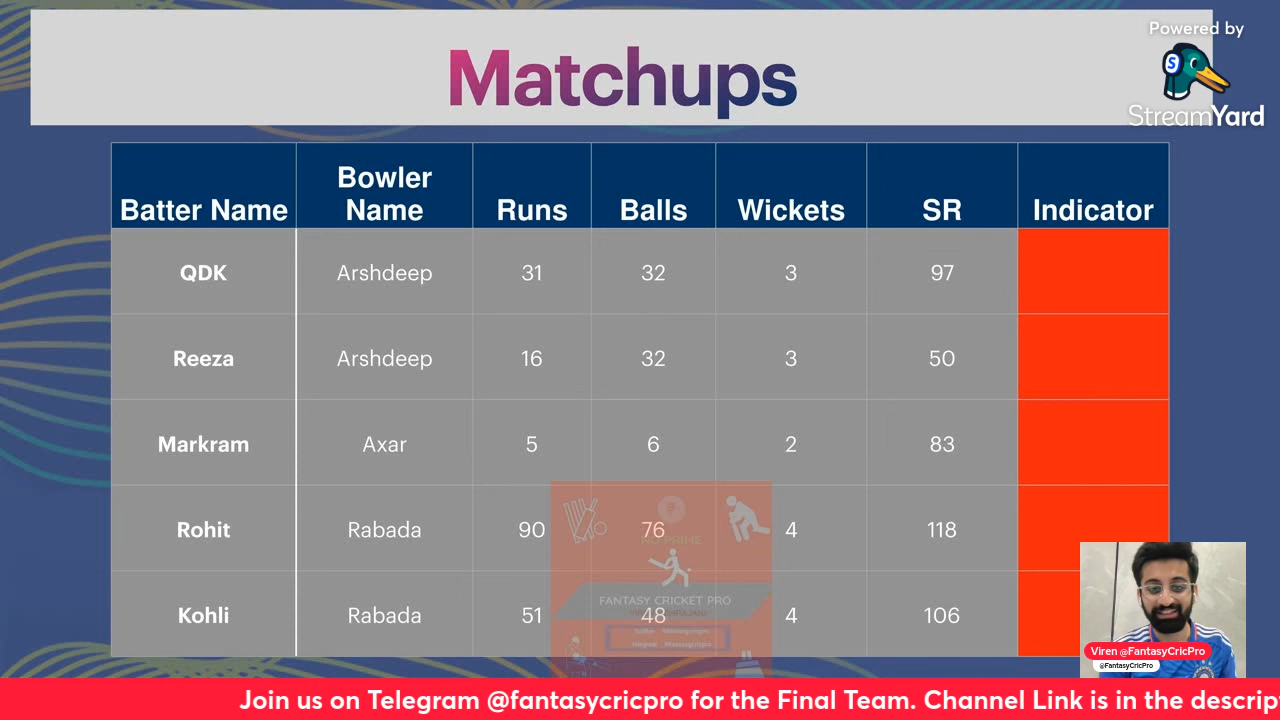 Powered by
StreamYard
Matchups
Batter Name Bowler Name Runs Balls Wickets SR Indicator
QDK Arshdeep 31 32 3 97
Reeza Arshdeep 16 32 3 50
Markram Axar 5 6 2 83
Rohit Rabada 90 76 4 118
NO PRIME
FANTASY CRICKET PRO
Kohli Rabada 51 48 4 106
Viren @FantasyCricPro
@FantasyCricPro
Join us on Telegram @fantasycricpro for the Final Team. Channel Link is in the descrip